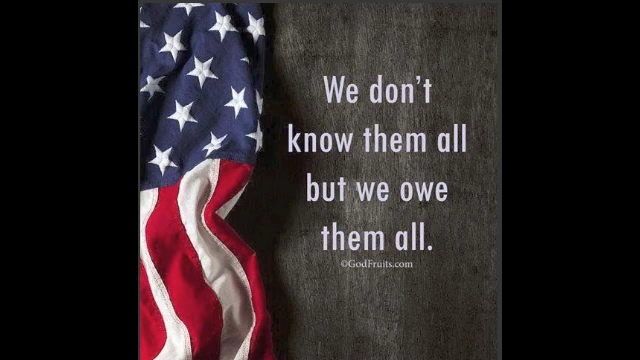 We don't
know them all
but we owe
them all.
©GodFruits.com